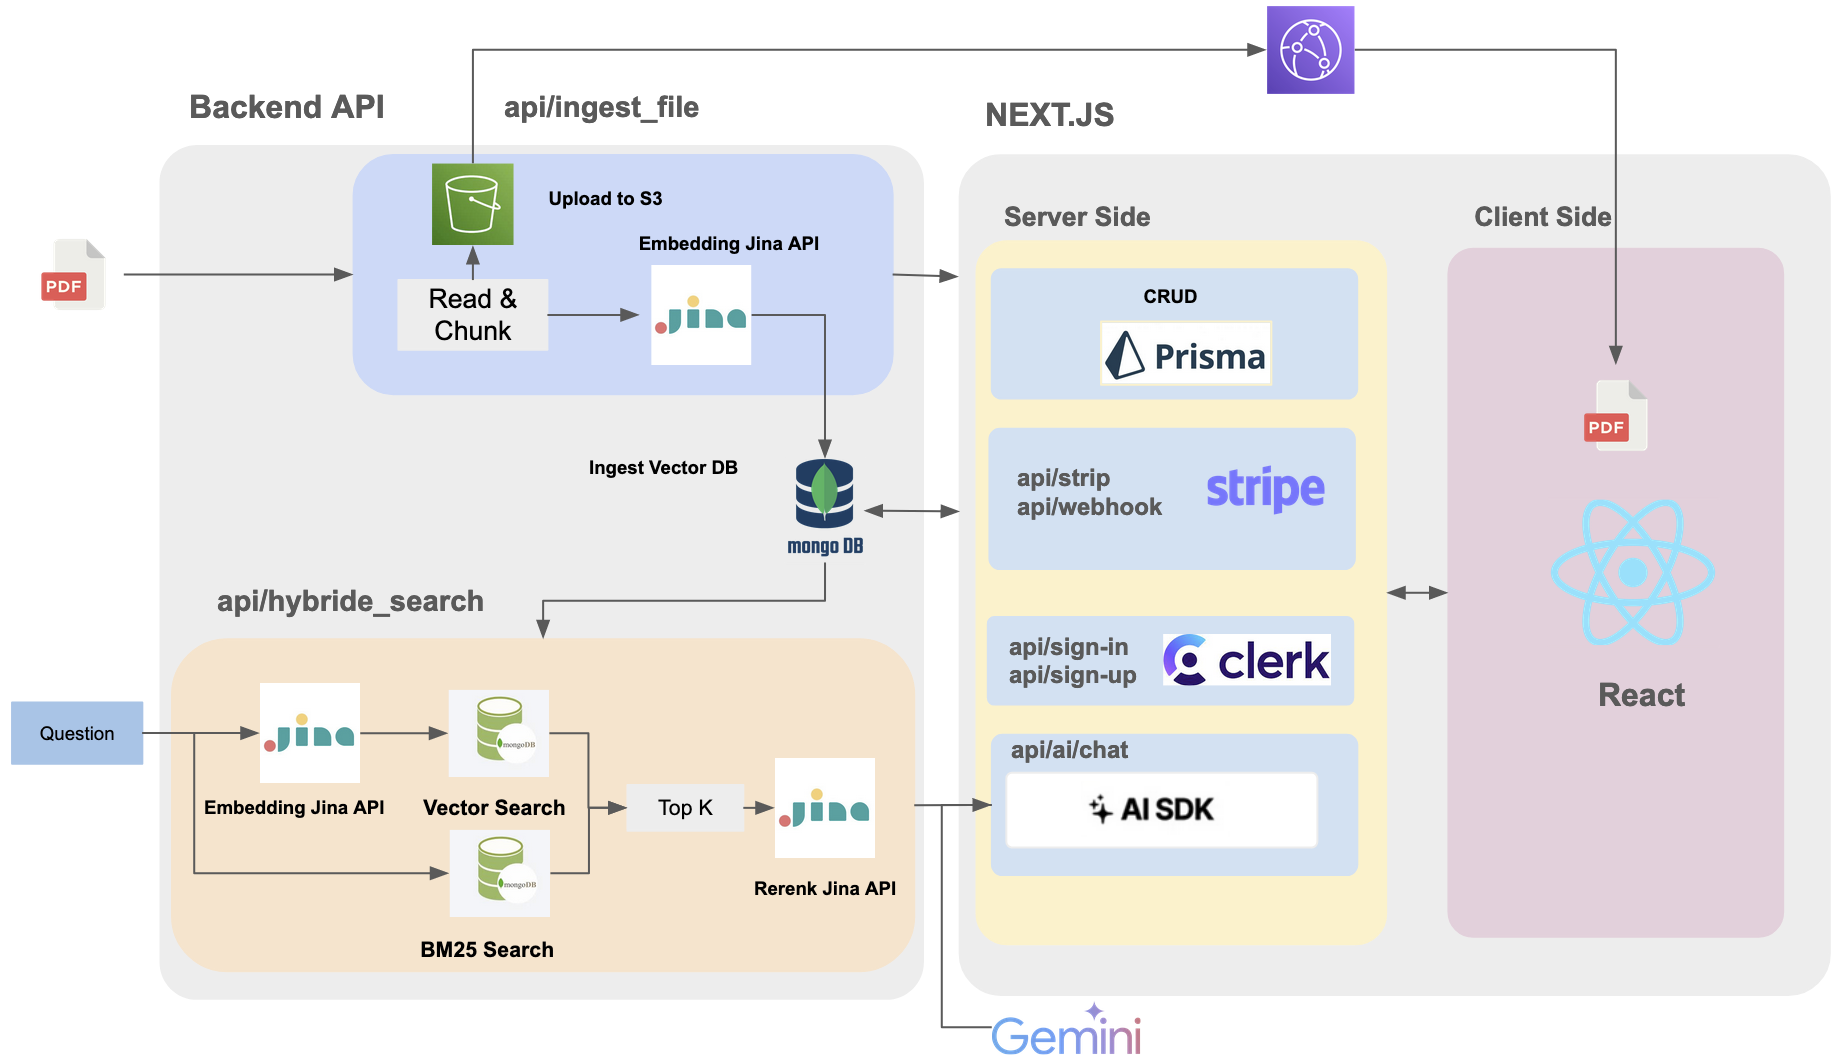 Backend API
api/ingest_file
NEXT.JS
Upload to S3
Server Side
Client Side
PDF
Read &
Chunk
Embedding Jina API
Jina
CRUD
Prisma
PDF
Ingest Vector DB
mongo DB
api/strip
api/webhook
stripe
api/hybride_search
api/sign-in
api/sign-up
clerk
React
Question
Jina
Embedding Jina API
mongoDB
Vector Search
mongoDB
BM25 Search
Top K
Jina
Rerenk Jina API
api/ai/chat
AI SDK
Gemini